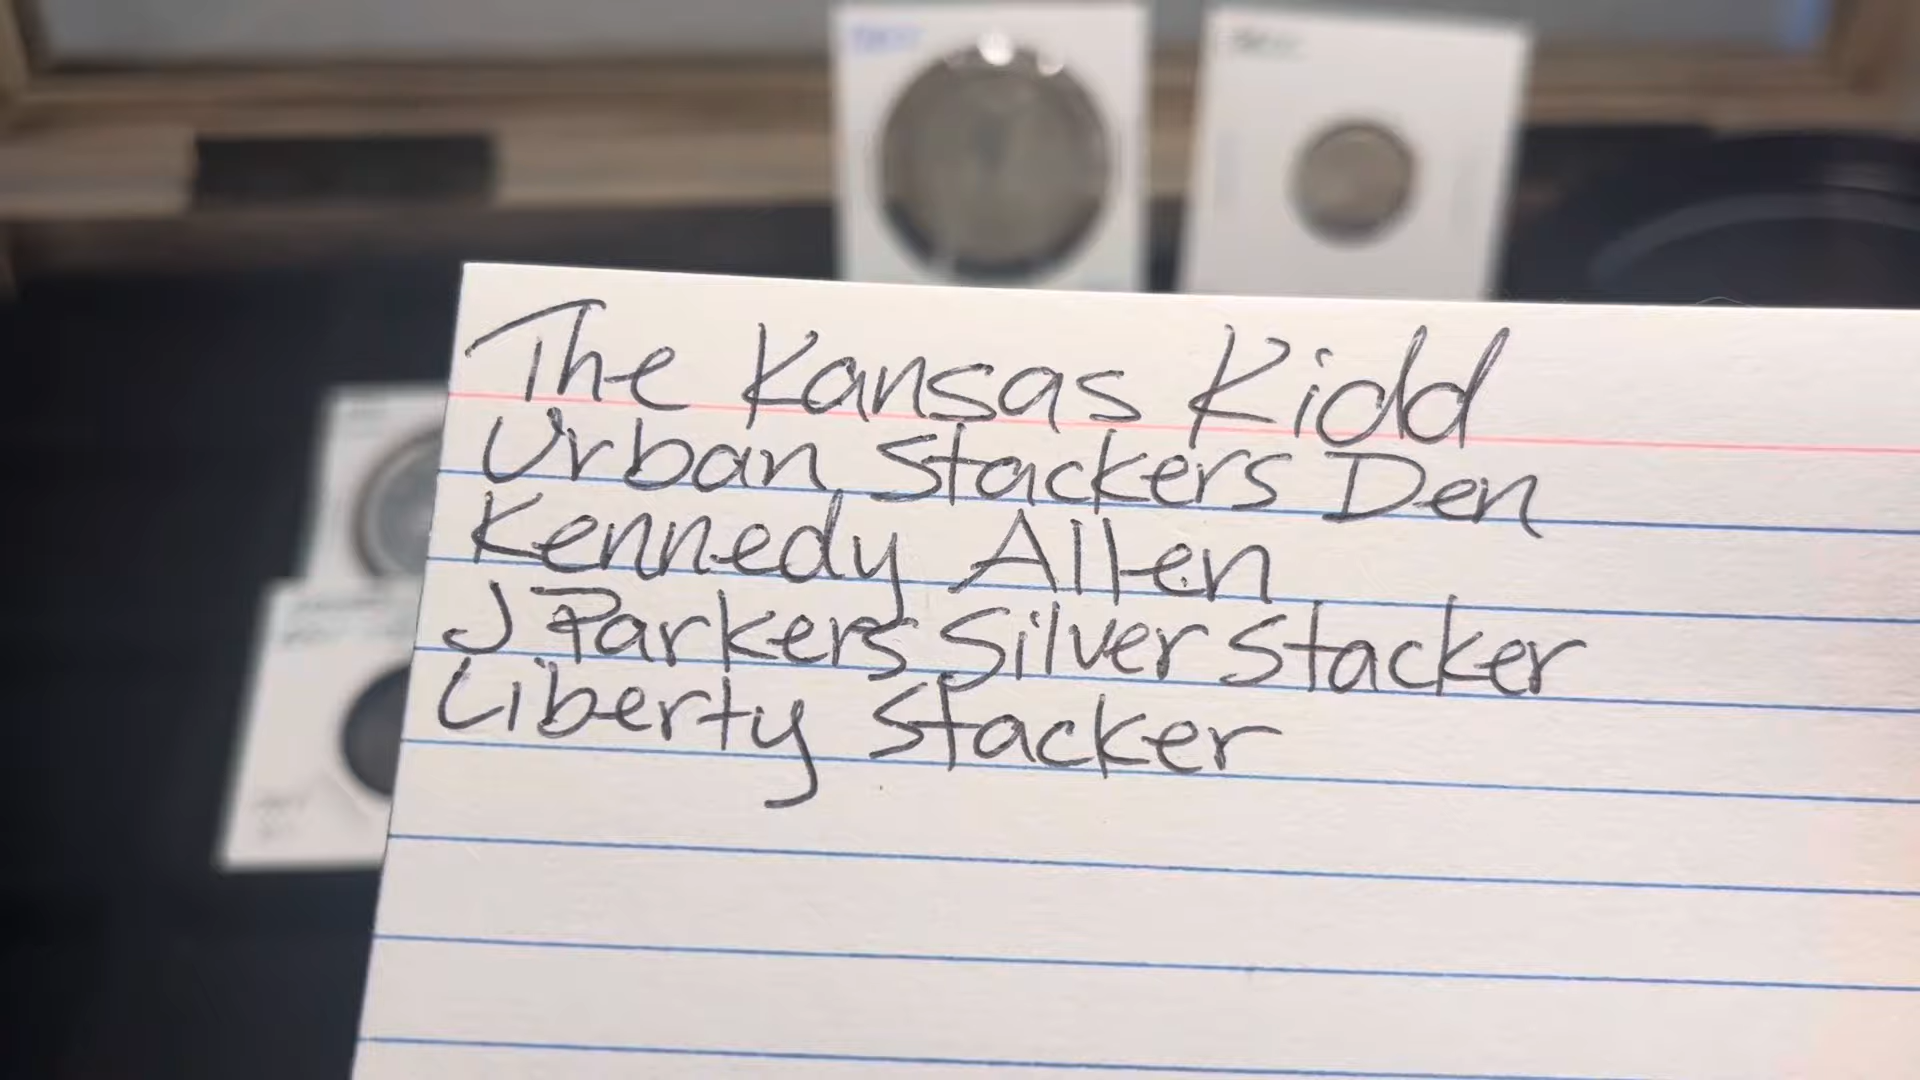 The Kansas Kidd
Urban Stackers Den
Kennedy Allen
J Parkers Silver Stacker
Liberty Stacker